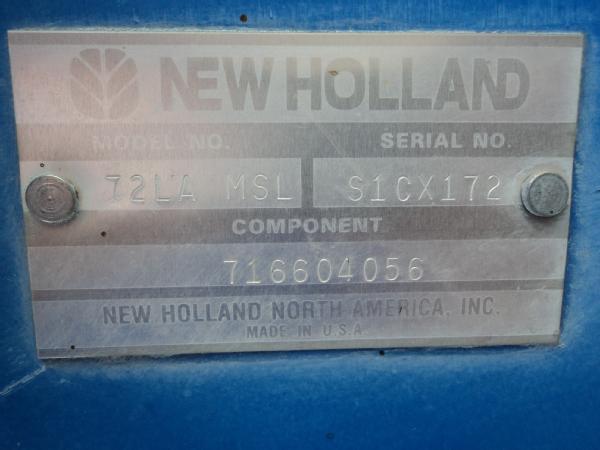 NEW HOLLAND
MODEL NO. SERIAL NO.
72LA MSL S1CX172
COMPONENT
716604056
NEW HOLLAND NORTH AMERICA, INC.
MADE IN U.S.A.